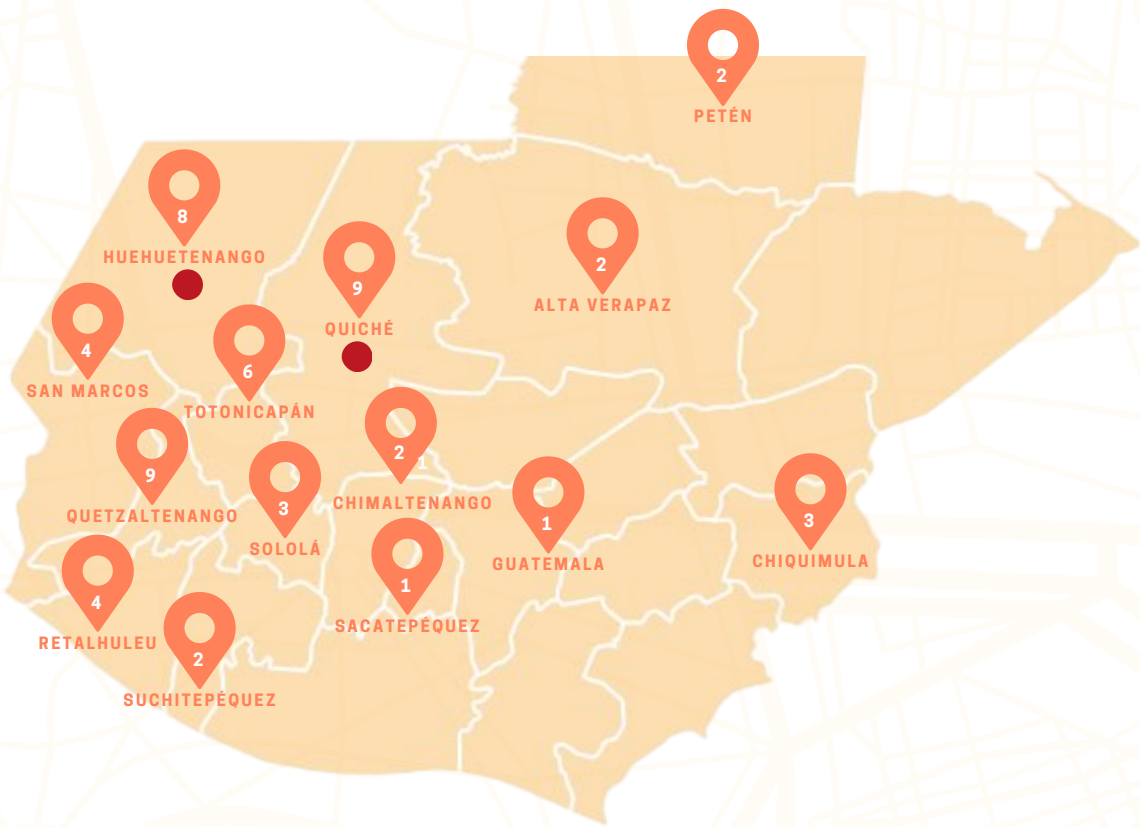 2
PETÉN
8
HUEHUETENANGO
2
ALTA VERAPAZ
9
QUICHÉ
4
SAN MARCOS
6
TOTONICAPÁN
2
1
CHIMALTENANGO
9
QUETZALTENANGO
3
SOLOLÁ
1
GUATEMALA
3
CHIQUIMULA
1
SACATEPÉQUEZ
4
RETALHULEU
2
SUCHITEPÉQUEZ